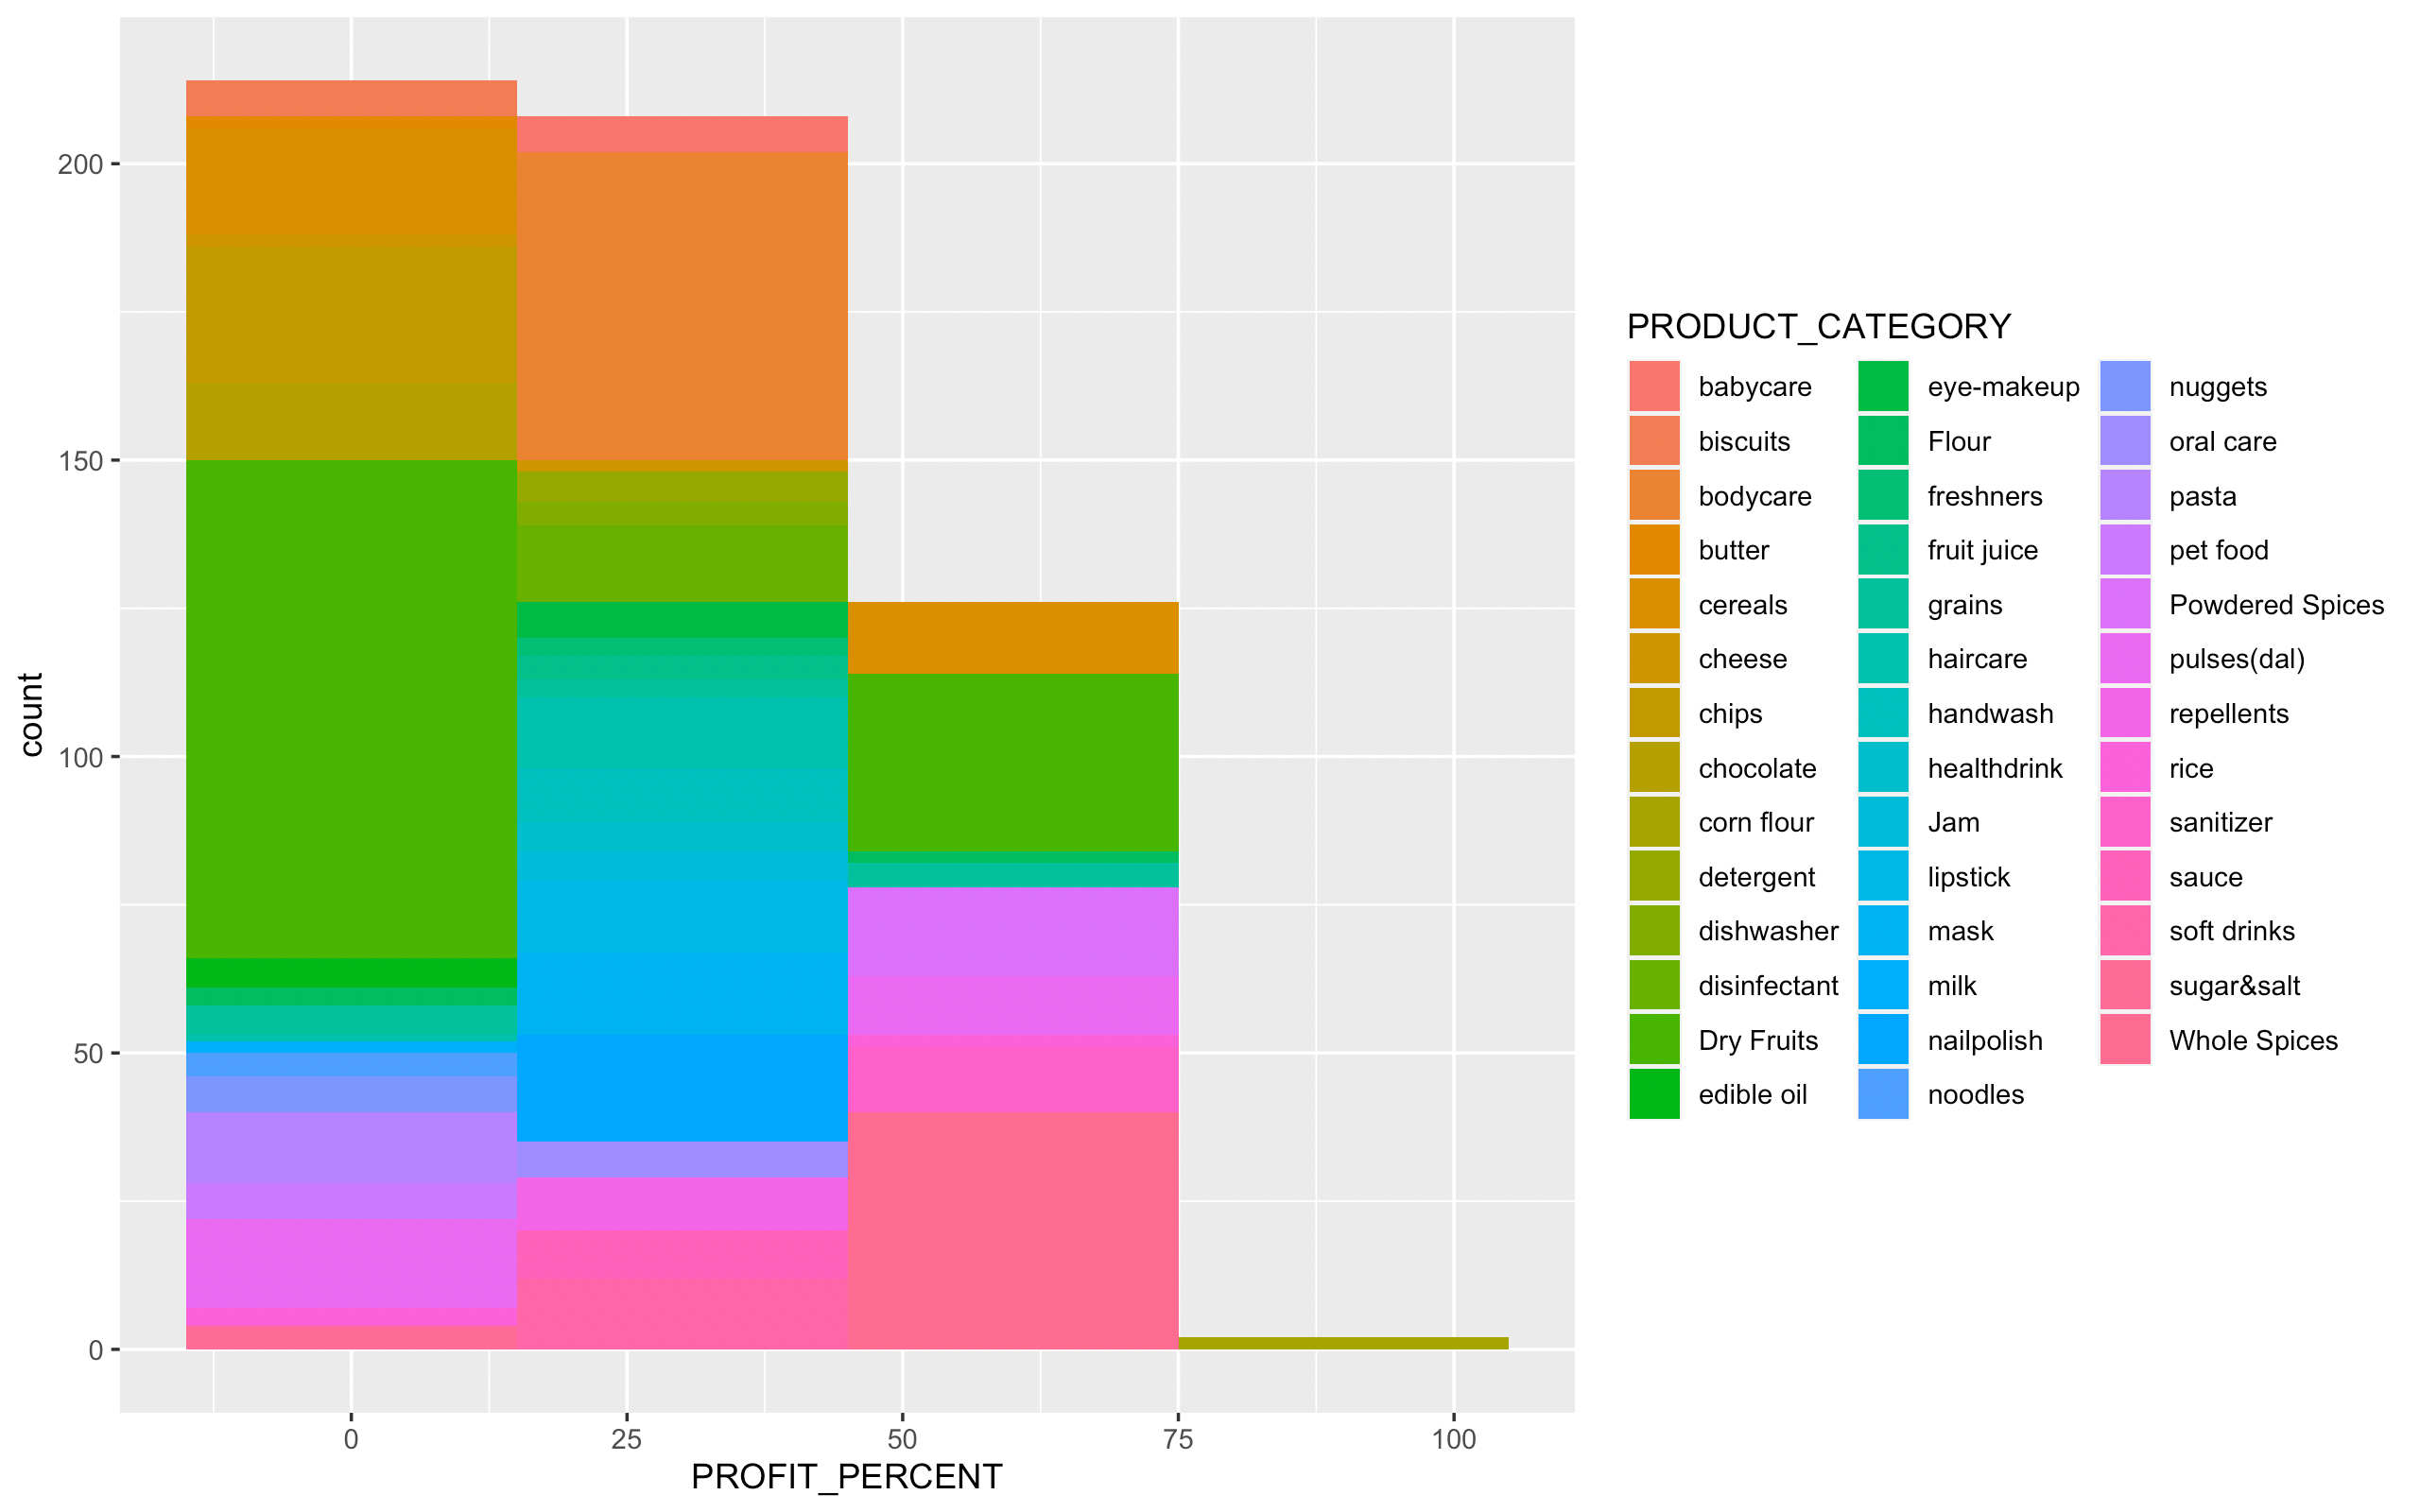 200
150
100
50
0
count
0
25
50
75
100
PROFIT_PERCENT
PRODUCT_CATEGORY
babycare
biscuits
bodycare
butter
cereals
cheese
chips
chocolate
corn flour
detergent
dishwasher
disinfectant
Dry Fruits
edible oil
eye-makeup
Flour
freshners
fruit juice
grains
haircare
handwash
healthdrink
Jam
lipstick
mask
milk
nailpolish
noodles
nuggets
oral care
pasta
pet food
Powdered Spices
pulses(dal)
repellents
rice
sanitizer
sauce
soft drinks
sugar&salt
Whole Spices